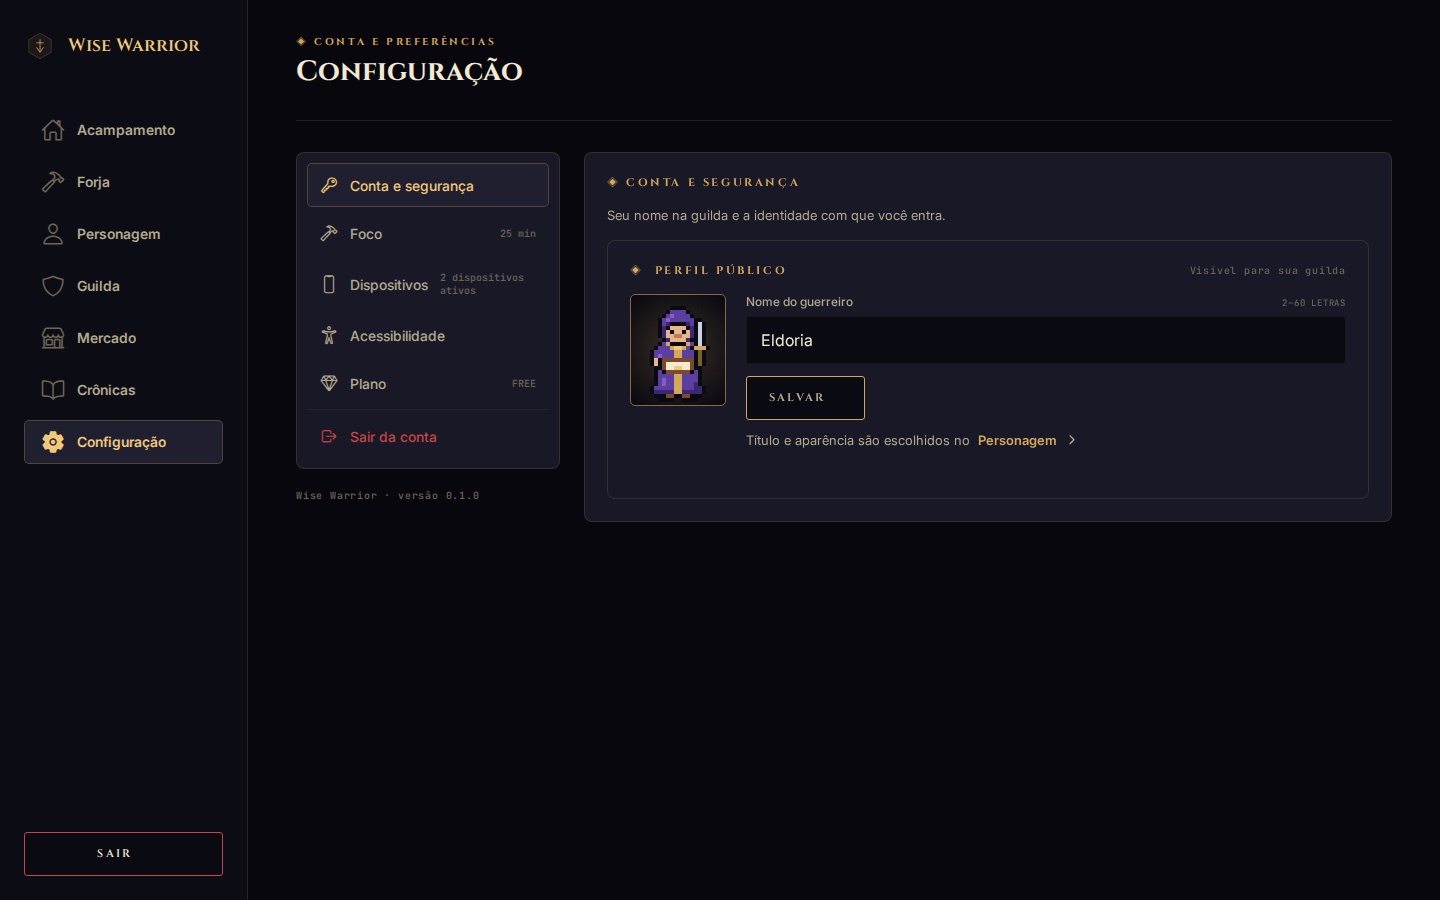 Wise Warrior
Acampamento
Forja
Personagem
Guilda
Mercado
Crônicas
Configuração
SAIR
CONTA E PREFERÊNCIAS
Configuração
Conta e segurança
Foco 25 min
Dispositivos 2 dispositivos
ativos
Acessibilidade
Plano FREE
Sair da conta
Wise Warrior · versão 0.1.0
CONTA E SEGURANÇA
Seu nome na guilda e a identidade com que você entra.
PERFIL PÚBLICO Visível para sua guilda
Nome do guerreiro 2–60 LETRAS
Eldoria
SALVAR
Título e aparência são escolhidos no Personagem